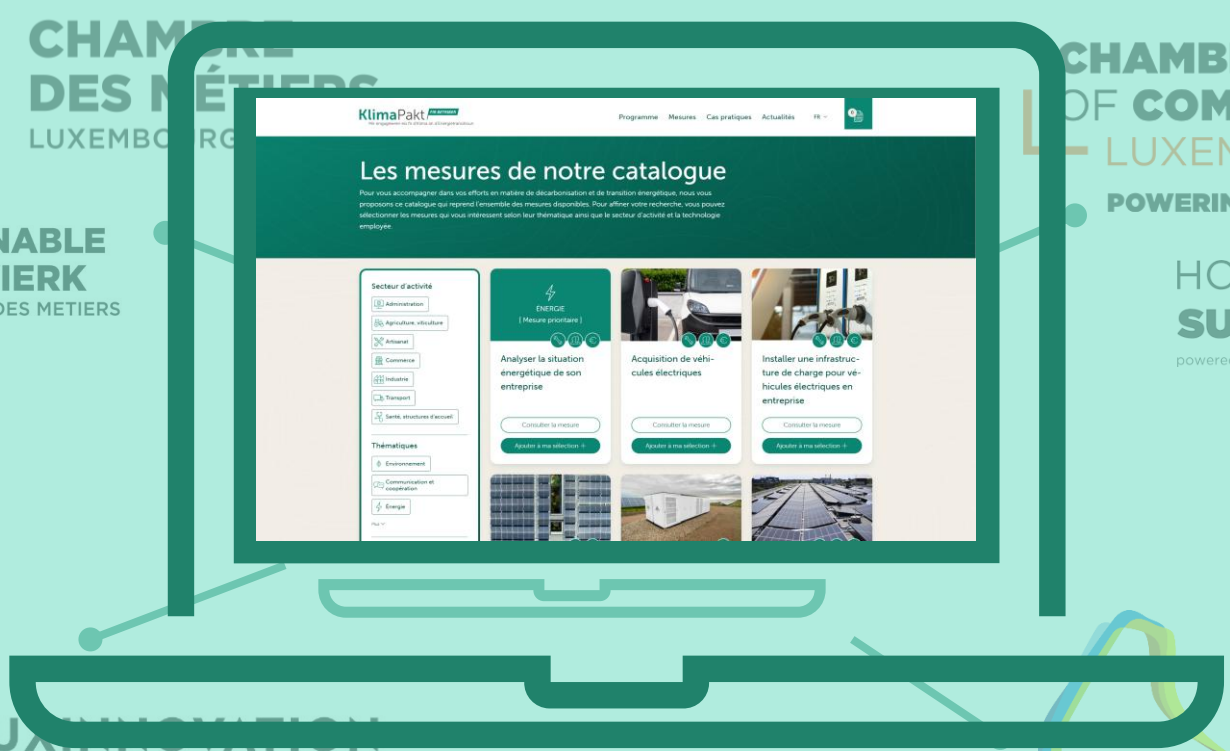 CHAMBRE
DES MÉTIERS
LUXEMBOURG
NABLE
IERK
DES METIERS
CHAMB
OF COM
LUXEM
POWERIN
HO
SU
powered
KlimaPakt
Programme Mesures Cas pratiques Actualités FR
Les mesures de notre catalogue
Pour vous accompagner dans vos efforts en matière de décarbonisation et de transition énergétique, nous vous
proposons ce catalogue qui reprend l'ensemble des mesures disponibles. Pour affiner votre recherche, vous pouvez
sélectionner les mesures qui vous intéressent selon leur thématique ainsi que le secteur d'activité et la technologie
employée.
Secteur d'activité
Administration
Agriculture, viticulture
Artisanat
Commerce
Industrie
Transport
Santé, structures d'accueil
Thématiques
Environnement
Communication et
coopération
Énergie
ÉNERGIE
[ Mesure prioritaire ]
Analyser la situation
énergétique de son
entreprise
Consulter la mesure
Ajouter à ma sélection +
Acquisition de véhi-
cules électriques
Consulter la mesure
Ajouter à ma sélection +
Installer une infrastruc-
ture de charge pour vé-
hicules électriques en
entreprise
Consulter la mesure
Ajouter à ma sélection +
UXINNOVATION